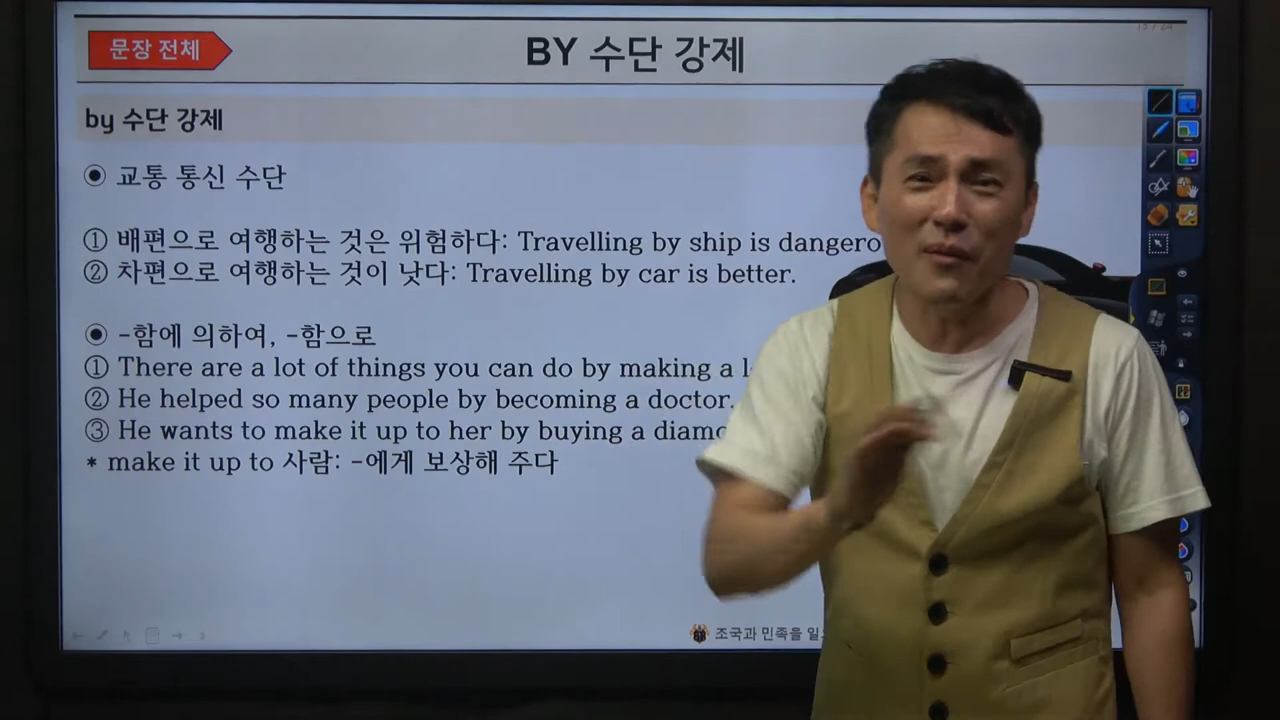 문장 전체
BY 수단 강제
by 수단 강제
◉ 교통 통신 수단
① 배편으로 여행하는 것은 위험하다: Travelling by ship is dangero
② 차편으로 여행하는 것이 낫다: Travelling by car is better.
◉ -함에 의하여, -함으로
① There are a lot of things you can do by making a l
② He helped so many people by becoming a doctor.
③ He wants to make it up to her by buying a diamo
* make it up to 사람: -에게 보상해 주다
조국과 민족을